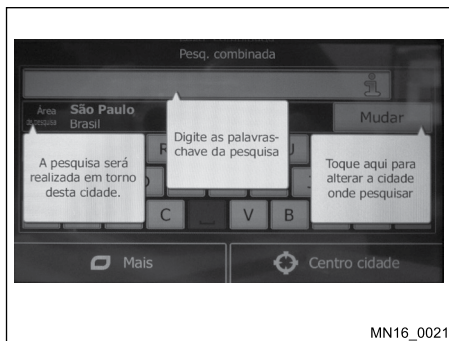 Pesq. combinada
Área
de pesquisa
São Paulo
Brasil
Mudar
A pesquisa será
realizada em torno
desta cidade.
Digite as palavras-
chave da pesquisa
Toque aqui para
alterar a cidade
onde pesquisar
R
U
C
V
B
Mais
Centro cidade
MN16_0021